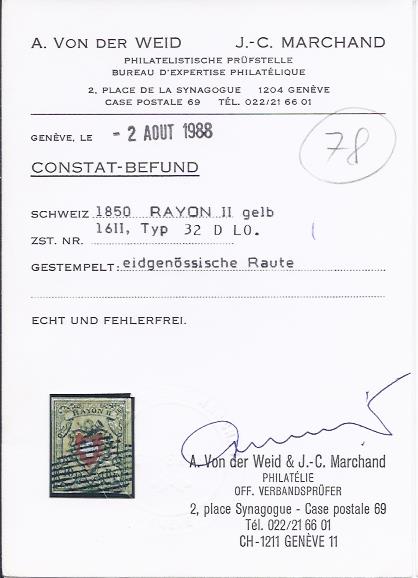 A. VON DER WEID J.-C. MARCHAND
PHILATELISTISCHE PRÜFSTELLE
BUREAU D'EXPERTISE PHILATÉLIQUE
2, PLACE DE LA SYNAGOGUE 1204 GENÈVE
CASE POSTALE 69 TÉL. 022/21 66 01
GENÈVE, LE - 2 AOUT 1988
78
CONSTAT-BEFUND
SCHWEIZ 1850 RAYON II gelb
ZST. NR. 16II, Typ 32 D LO.
GESTEMPELT: eidgenössische Raute
ECHT UND FEHLERFREI.
RAYON II
A. Von der Weid & J.-C. Marchand
PHILATÉLIE
OFF. VERBANDSPRÜFER
2, place Synagogue - Case postale 69
Tél. 022/21 66 01
CH-1211 GENÈVE 11